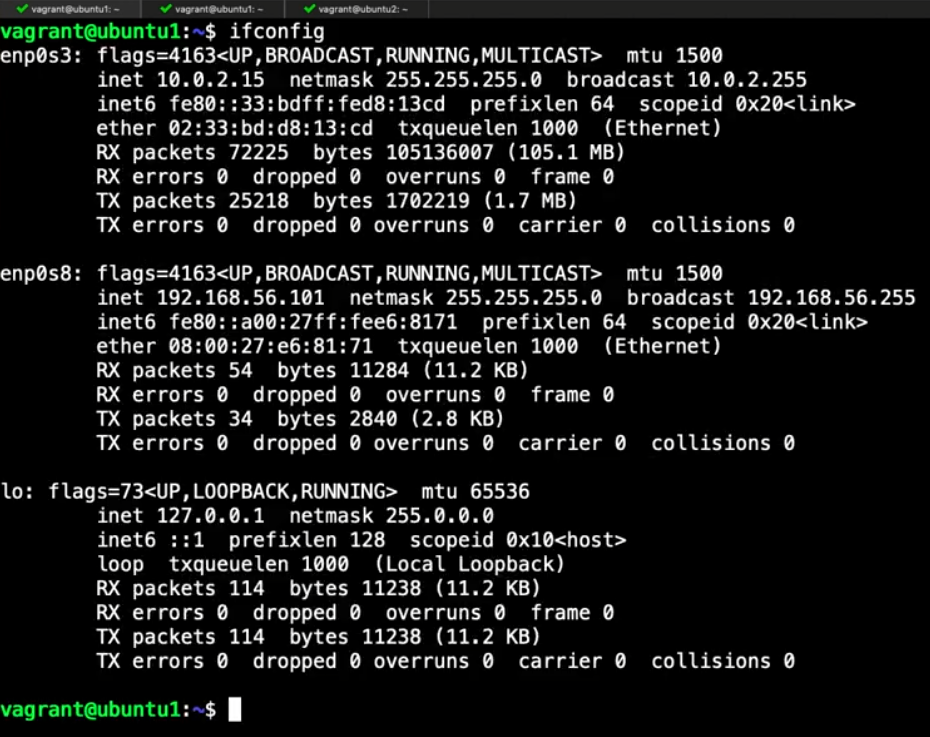 vagrant@ubuntu1: ~ vagrant@ubuntu1: ~ vagrant@ubuntu2: ~
vagrant@ubuntu1:~$ ifconfig
enp0s3: flags=4163<UP,BROADCAST,RUNNING,MULTICAST>  mtu 1500
        inet 10.0.2.15  netmask 255.255.255.0  broadcast 10.0.2.255
        inet6 fe80::33:bdff:fed8:13cd  prefixlen 64  scopeid 0x20<link>
        ether 02:33:bd:d8:13:cd  txqueuelen 1000  (Ethernet)
        RX packets 72225  bytes 105136007 (105.1 MB)
        RX errors 0  dropped 0  overruns 0  frame 0
        TX packets 25218  bytes 1702219 (1.7 MB)
        TX errors 0  dropped 0 overruns 0  carrier 0  collisions 0

enp0s8: flags=4163<UP,BROADCAST,RUNNING,MULTICAST>  mtu 1500
        inet 192.168.56.101  netmask 255.255.255.0  broadcast 192.168.56.255
        inet6 fe80::a00:27ff:fee6:8171  prefixlen 64  scopeid 0x20<link>
        ether 08:00:27:e6:81:71  txqueuelen 1000  (Ethernet)
        RX packets 54  bytes 11284 (11.2 KB)
        RX errors 0  dropped 0  overruns 0  frame 0
        TX packets 34  bytes 2840 (2.8 KB)
        TX errors 0  dropped 0 overruns 0  carrier 0  collisions 0

lo: flags=73<UP,LOOPBACK,RUNNING>  mtu 65536
        inet 127.0.0.1  netmask 255.0.0.0
        inet6 ::1  prefixlen 128  scopeid 0x10<host>
        loop  txqueuelen 1000  (Local Loopback)
        RX packets 114  bytes 11238 (11.2 KB)
        RX errors 0  dropped 0  overruns 0  frame 0
        TX packets 114  bytes 11238 (11.2 KB)
        TX errors 0  dropped 0 overruns 0  carrier 0  collisions 0

vagrant@ubuntu1:~$